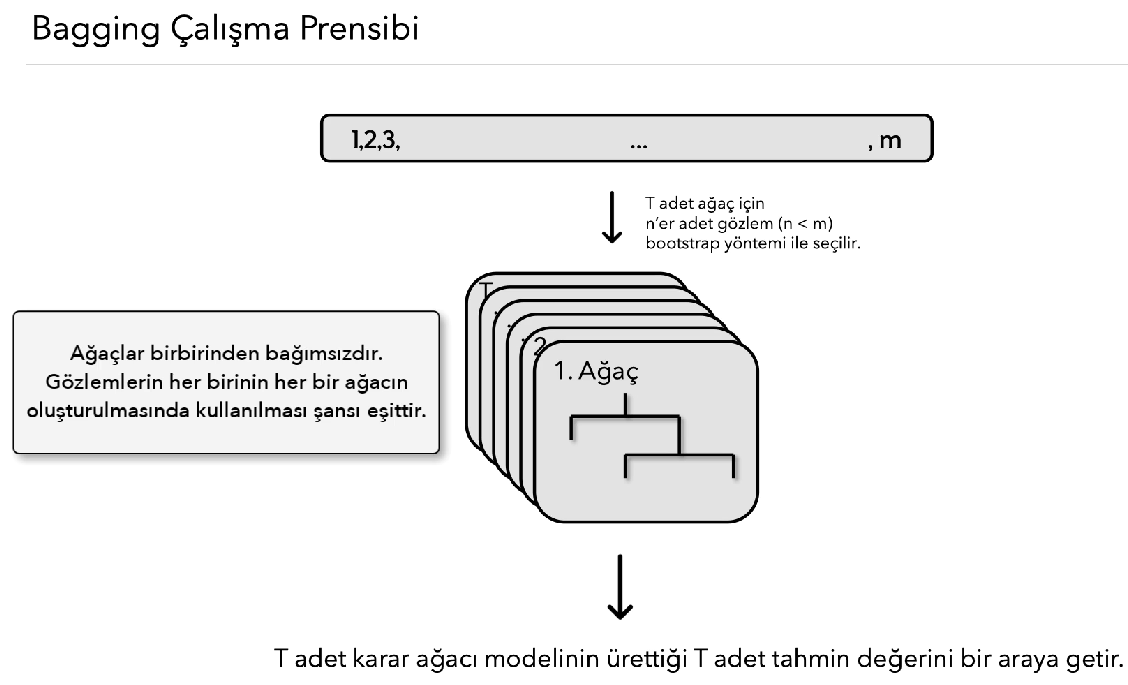 Bagging Çalışma Prensibi
1,2,3, ... , m
T adet ağaç için
n'er adet gözlem (n < m)
bootstrap yöntemi ile seçilir.
T
.
.
.
2
1. Ağaç
Ağaçlar birbirinden bağımsızdır.
Gözlemlerin her birinin her bir ağacın
oluşturulmasında kullanılması şansı eşittir.
T adet karar ağacı modelinin ürettiği T adet tahmin değerini bir araya getir.